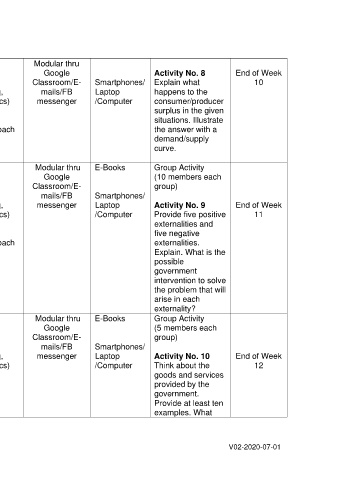 Modular thru
Google
Classroom/E-
mails/FB
messenger
Smartphones/
Laptop
/Computer
Activity No. 8
Explain what
happens to the
consumer/producer
surplus in the given
situations. Illustrate
the answer with a
demand/supply
curve.
End of Week
10
,
cs)
each
Modular thru
Google
Classroom/E-
mails/FB
messenger
E-Books
Smartphones/
Laptop
/Computer
Group Activity
(10 members each
group)
Activity No. 9
Provide five positive
externalities and
five negative
externalities.
Explain. What is the
possible
government
intervention to solve
the problem that will
arise in each
externality?
End of Week
11
,
cs)
each
Modular thru
Google
Classroom/E-
mails/FB
messenger
E-Books
Smartphones/
Laptop
/Computer
Group Activity
(5 members each
group)
Activity No. 10
Think about the
goods and services
provided by the
government.
Provide at least ten
examples. What
End of Week
12
,
cs)
V02-2020-07-01